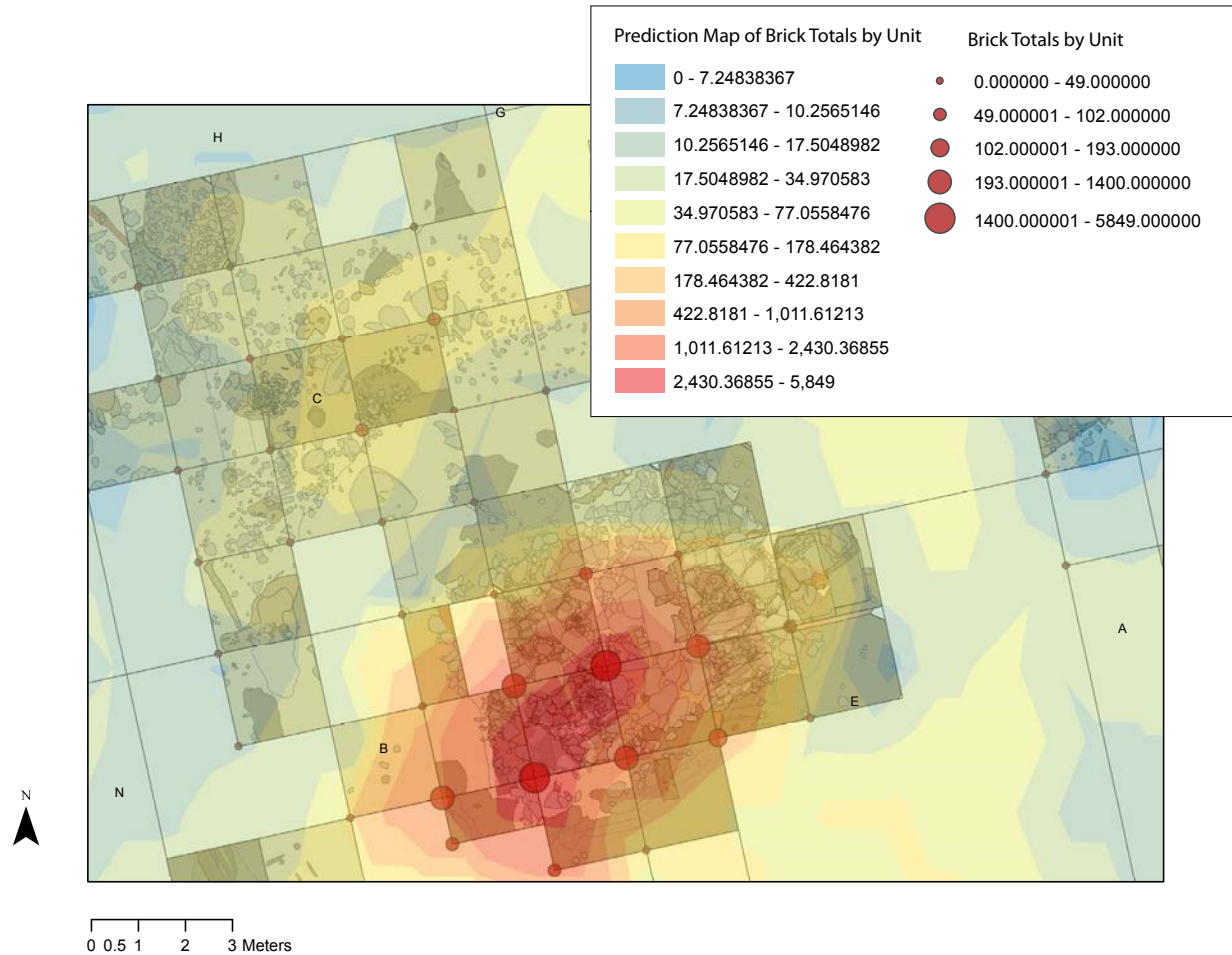 Prediction Map of Brick Totals by Unit
0 - 7.24838367
7.24838367 - 10.2565146
10.2565146 - 17.5048982
17.5048982 - 34.970583
34.970583 - 77.0558476
77.0558476 - 178.464382
178.464382 - 422.8181
422.8181 - 1,011.61213
1,011.61213 - 2,430.36855
2,430.36855 - 5,849
Brick Totals by Unit
0.000000 - 49.000000
49.000001 - 102.000000
102.000001 - 193.000000
193.000001 - 1400.000000
1400.000001 - 5849.000000
G
H
C
A
E
B
N
N
0 0.5 1 2 3 Meters